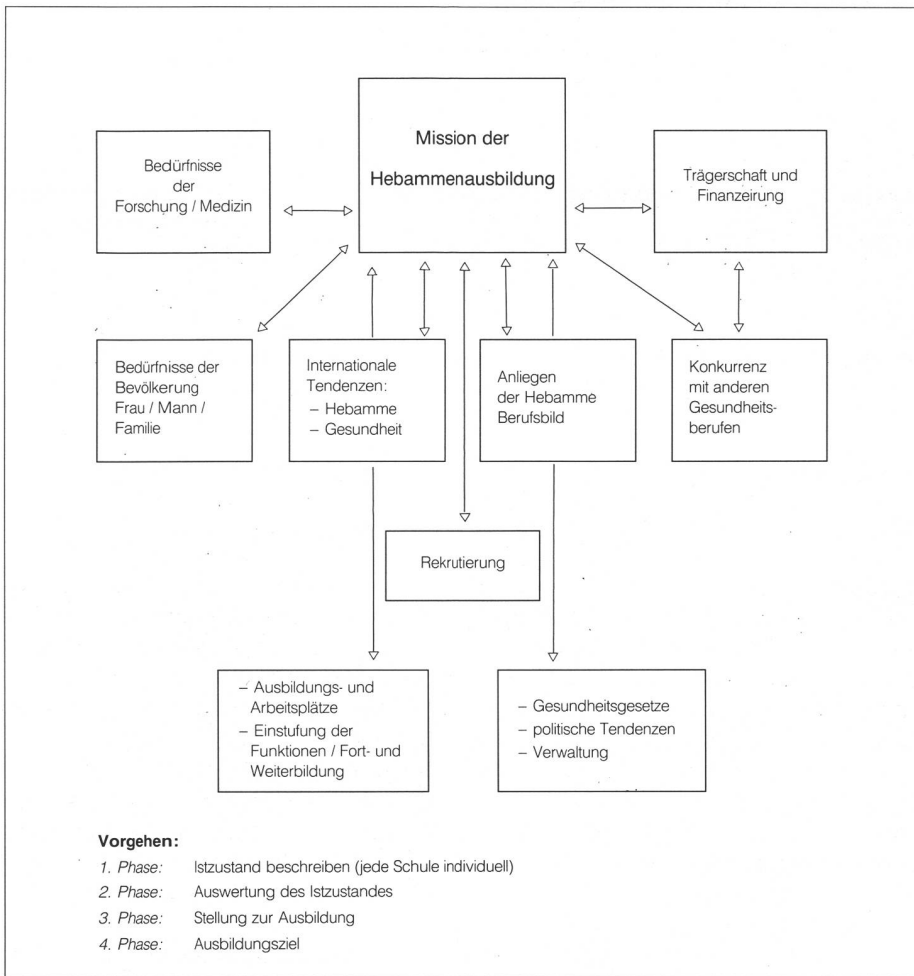 Mission der
Hebammenausbildung
Bedürfnisse
der
Forschung / Medizin
Trägerschaft und
Finanzeirung
Bedürfnisse der
Bevölkerung
Frau / Mann /
Familie
Internationale
Tendenzen:
– Hebamme
– Gesundheit
Anliegen
der Hebamme
Berufsbild
Konkurrenz
mit anderen
Gesundheits-
berufen
Rekrutierung
– Ausbildungs- und
Arbeitsplätze
– Einstufung der
Funktionen / Fort- und
Weiterbildung
– Gesundheitsgesetze
– politische Tendenzen
– Verwaltung
Vorgehen:
1. Phase: Istzustand beschreiben (jede Schule individuell)
2. Phase: Auswertung des Istzustandes
3. Phase: Stellung zur Ausbildung
4. Phase: Ausbildungsziel